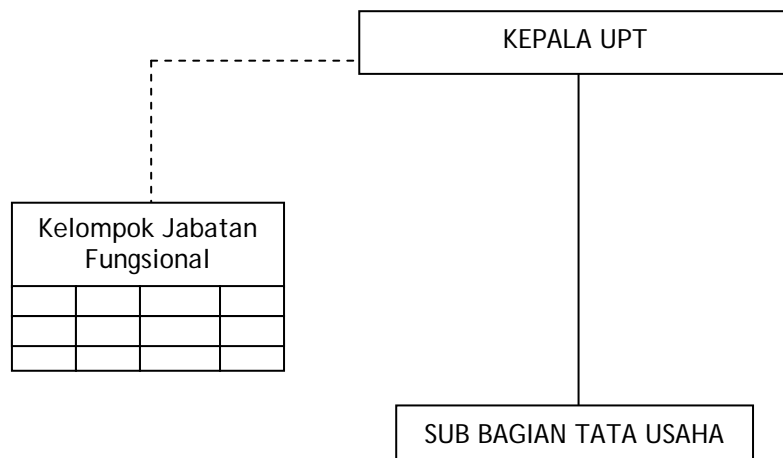 KEPALA UPT
Kelompok Jabatan
Fungsional
SUB BAGIAN TATA USAHA